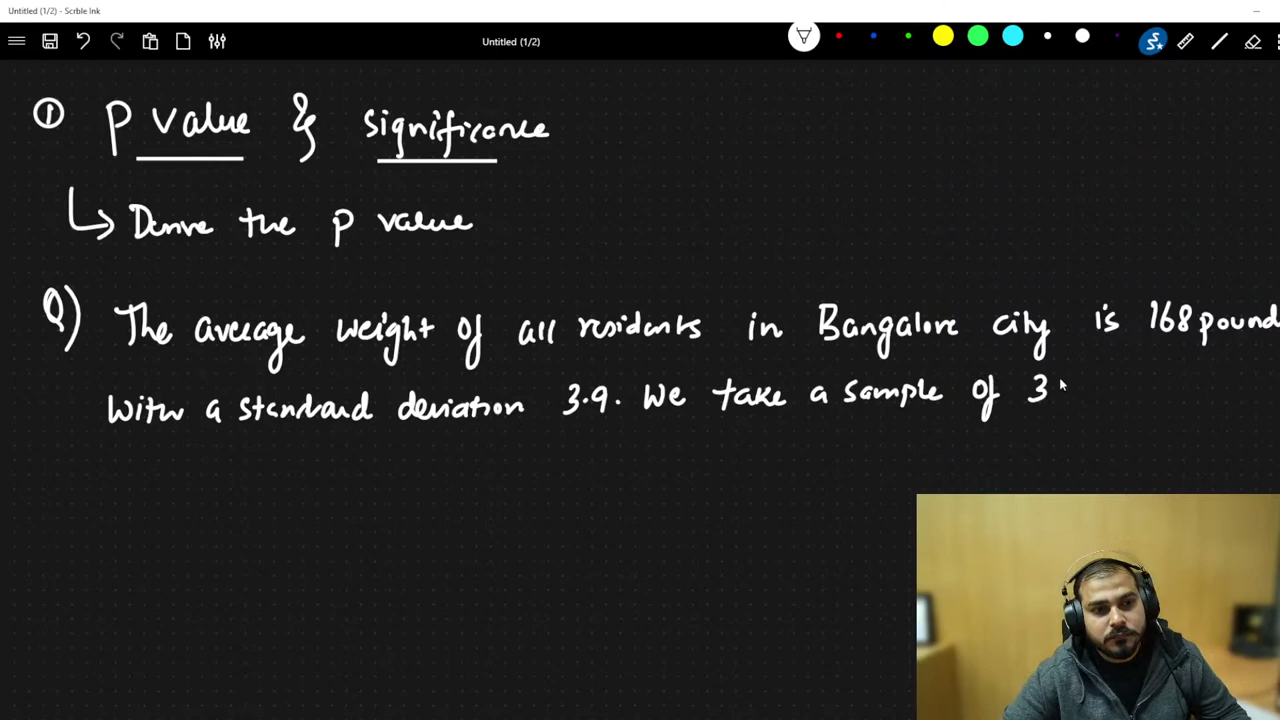 Untitled (1/2) - Scrble Ink
Untitled (1/2)
① P value & significance
Derive the p value
Q) The average weight of all residents in Bangalore city is 168 pound
with a standard deviation 3.9. We take a sample of 3